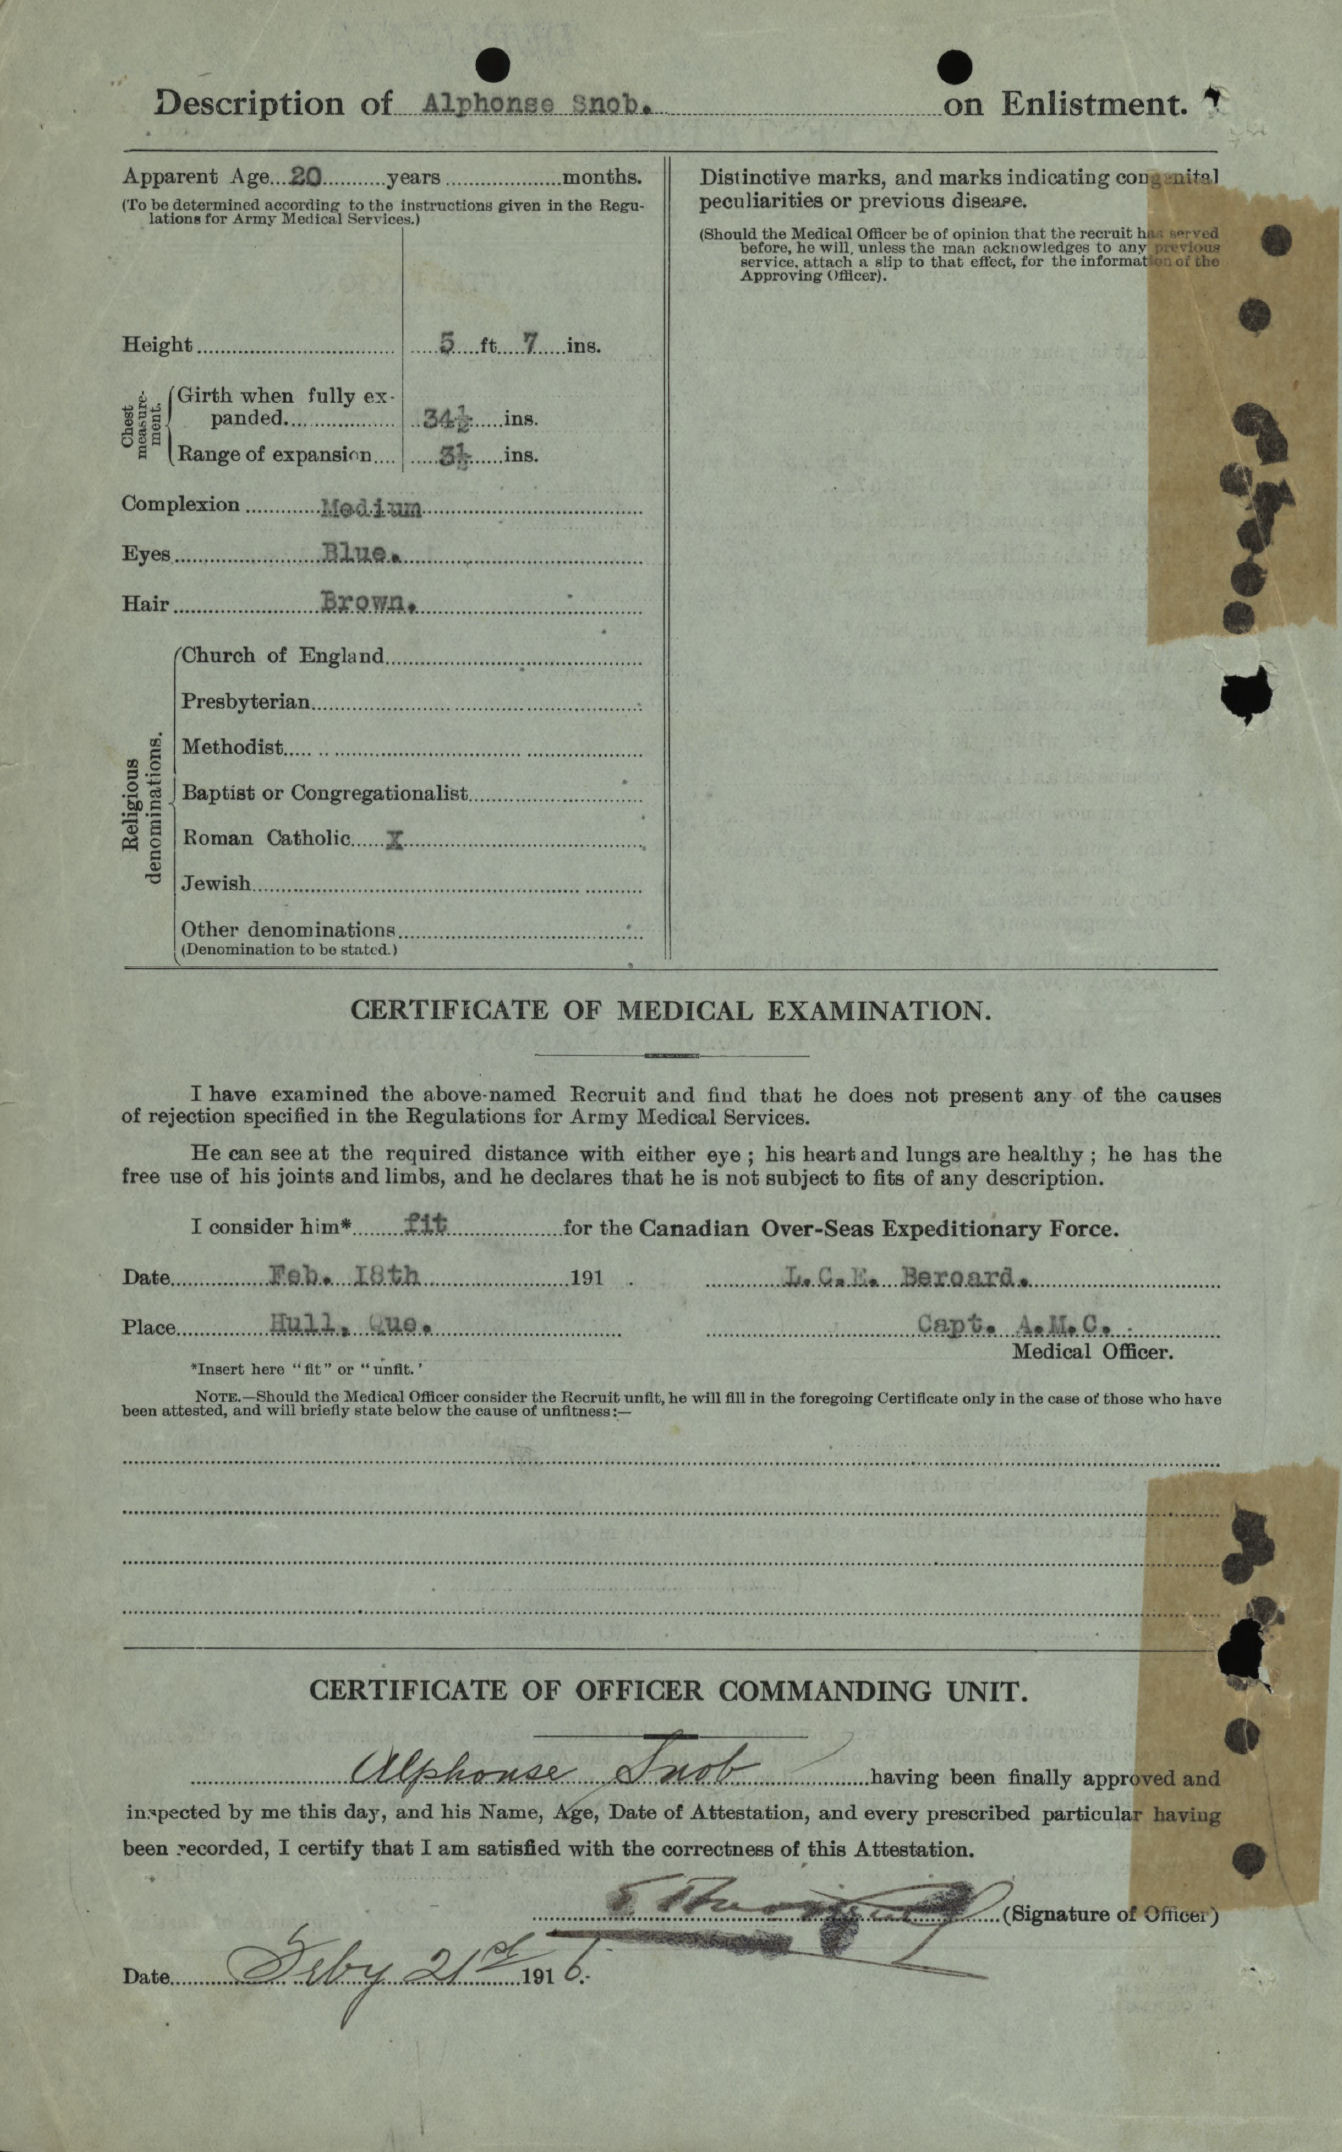 Description of Alphonse Snob. on Enlistment.
Apparent Age 20 years months.
(To be determined according to the instructions given in the Regu-
lations for Army Medical Services.)
Height 5 ft. 7 ins.
Chest measure-ment.
Girth when fully ex-
panded 34½ ins.
Range of expansion 3½ ins.
Complexion Medium
Eyes Blue.
Hair Brown.
Religious denominations.
Church of England
Presbyterian
Methodist
Baptist or Congregationalist
Roman Catholic X
Jewish
Other denominations
(Denomination to be stated.)
Distinctive marks, and marks indicating congenital
peculiarities or previous disease.
(Should the Medical Officer be of opinion that the recruit has served
before, he will, unless the man acknowledges to any previous
service, attach a slip to that effect, for the information of the
Approving Officer).
CERTIFICATE OF MEDICAL EXAMINATION.
I have examined the above-named Recruit and find that he does not present any of the causes
of rejection specified in the Regulations for Army Medical Services.
He can see at the required distance with either eye; his heart and lungs are healthy; he has the
free use of his joints and limbs, and he declares that he is not subject to fits of any description.
I consider him* fit for the Canadian Over-Seas Expeditionary Force.
Date Feb. 18th 191 . L.C.E. Beroard.
Place Hull, Que. Capt. A.M.C.
Medical Officer.
*Insert here "fit" or "unfit.'
NOTE.—Should the Medical Officer consider the Recruit unfit, he will fill in the foregoing Certificate only in the case of those who have
been attested, and will briefly state below the cause of unfitness:—
CERTIFICATE OF OFFICER COMMANDING UNIT.
Alphonse Snob having been finally approved and
inspected by me this day, and his Name, Age, Date of Attestation, and every prescribed particular having
been recorded, I certify that I am satisfied with the correctness of this Attestation.
(Signature of Officer)
Date Feby 21st 1916.